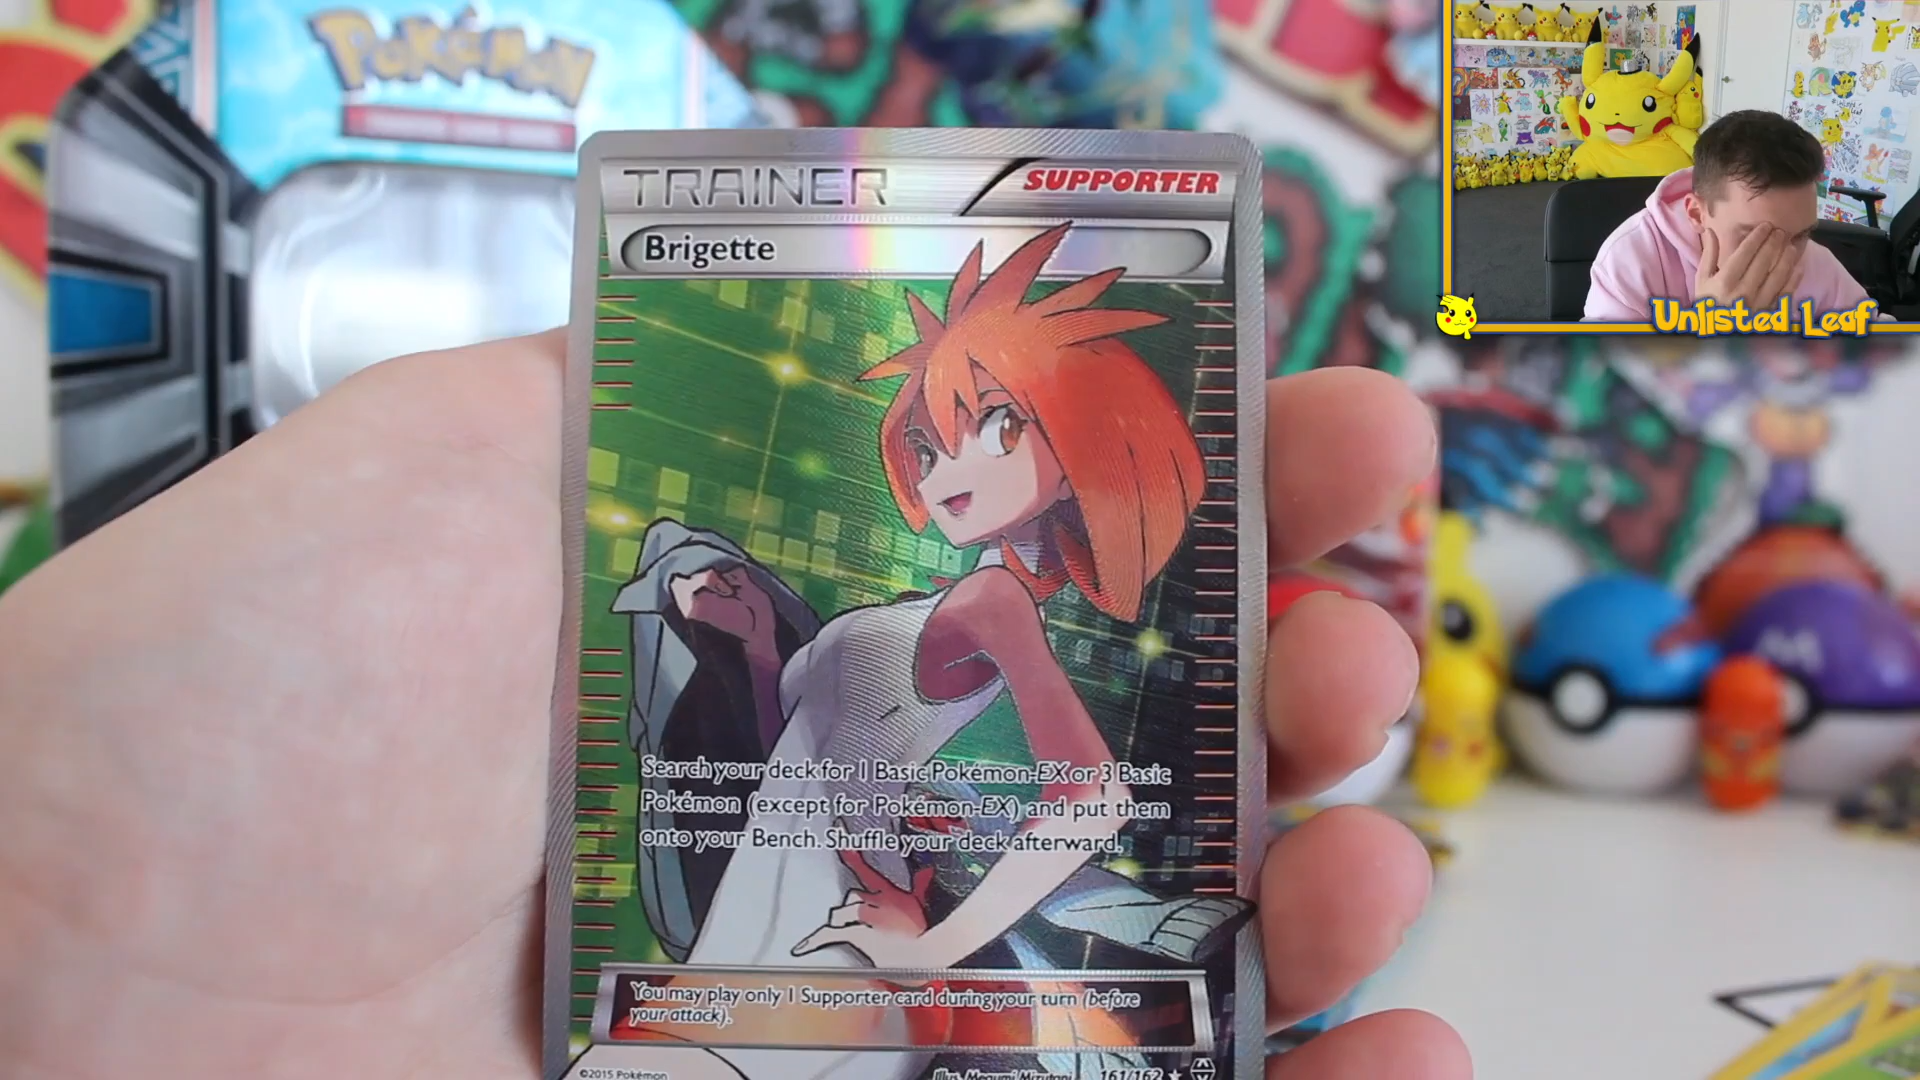 POKéMON
TRAINER
SUPPORTER
Brigette
Unlisted Leaf
Search your deck for 1 Basic Pokémon-EX or 3 Basic
Pokémon (except for Pokémon-EX) and put them
onto your Bench. Shuffle your deck afterward.
You may play only 1 Supporter card during your turn (before
your attack).
©2015 Pokémon
Illus. Megumi Mizutani
161/162